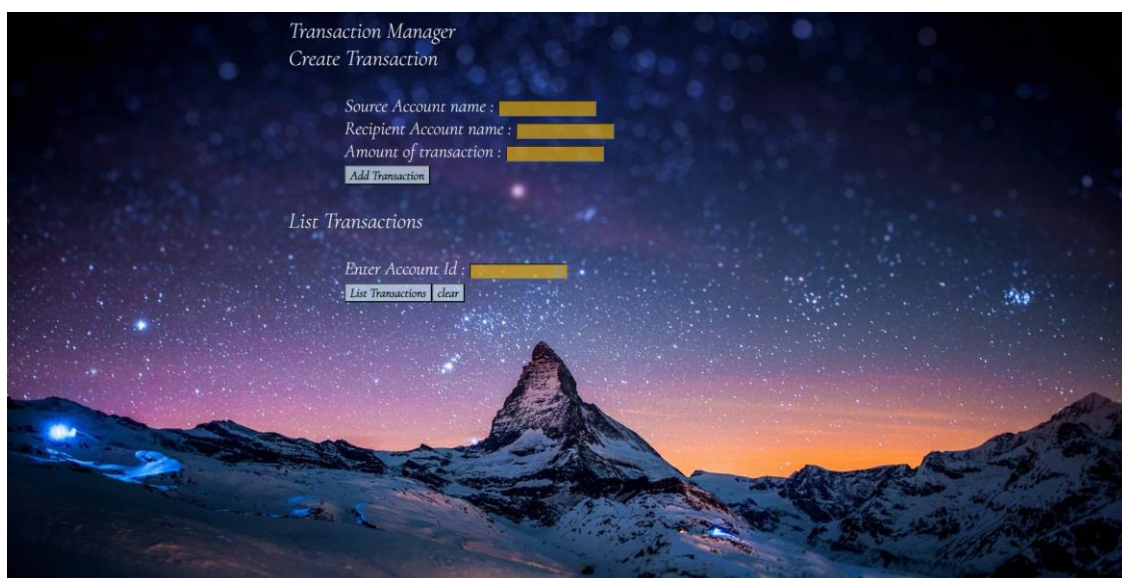 Transaction Manager
Create Transaction
Source Account name :
Recipient Account name :
Amount of transaction :
Add Transaction
List Transactions
Enter Account Id :
List Transactions clear